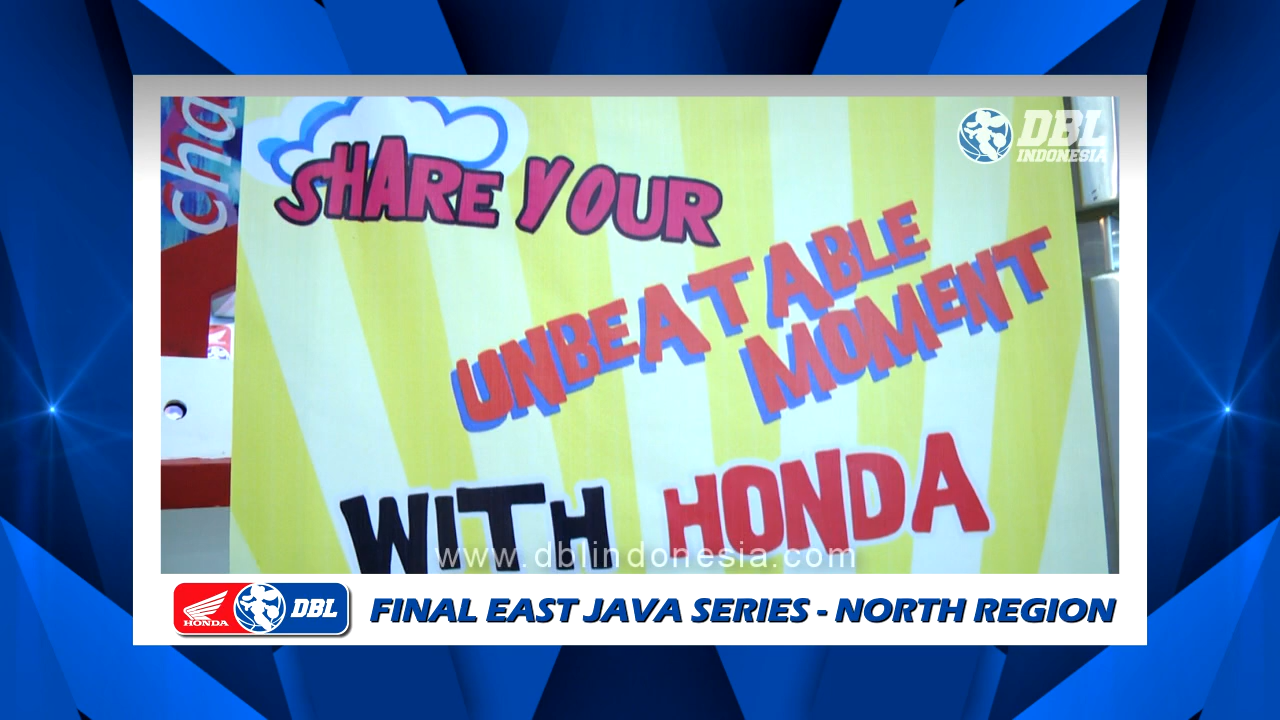 cha
DBL
INDONESIA
SHARE YOUR
UNBEATABLE
MOMENT
WITH HONDA
www.dblindonesia.com
HONDA
DBL
FINAL EAST JAVA SERIES - NORTH REGION